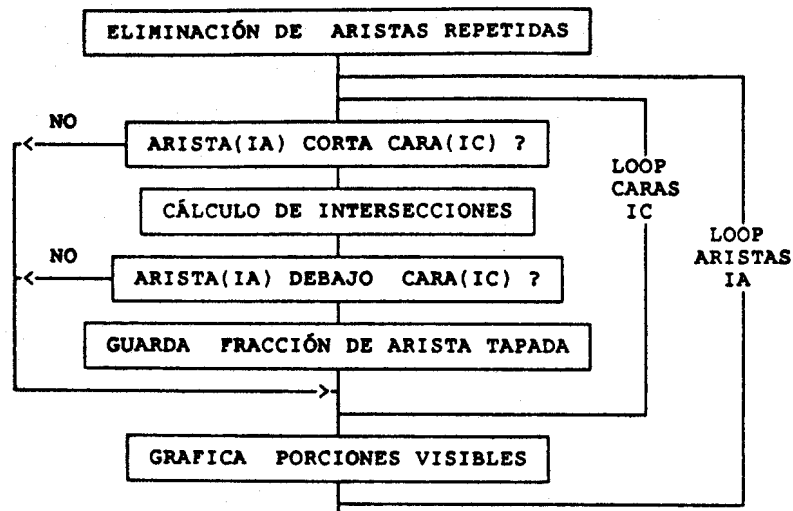 ELIMINACIÓN DE ARISTAS REPETIDAS
NO
ARISTA(IA) CORTA CARA(IC) ?
LOOP
CARAS
IC
CÁLCULO DE INTERSECCIONES
LOOP
ARISTAS
IA
NO
ARISTA(IA) DEBAJO CARA(IC) ?
GUARDA FRACCIÓN DE ARISTA TAPADA
GRAFICA PORCIONES VISIBLES